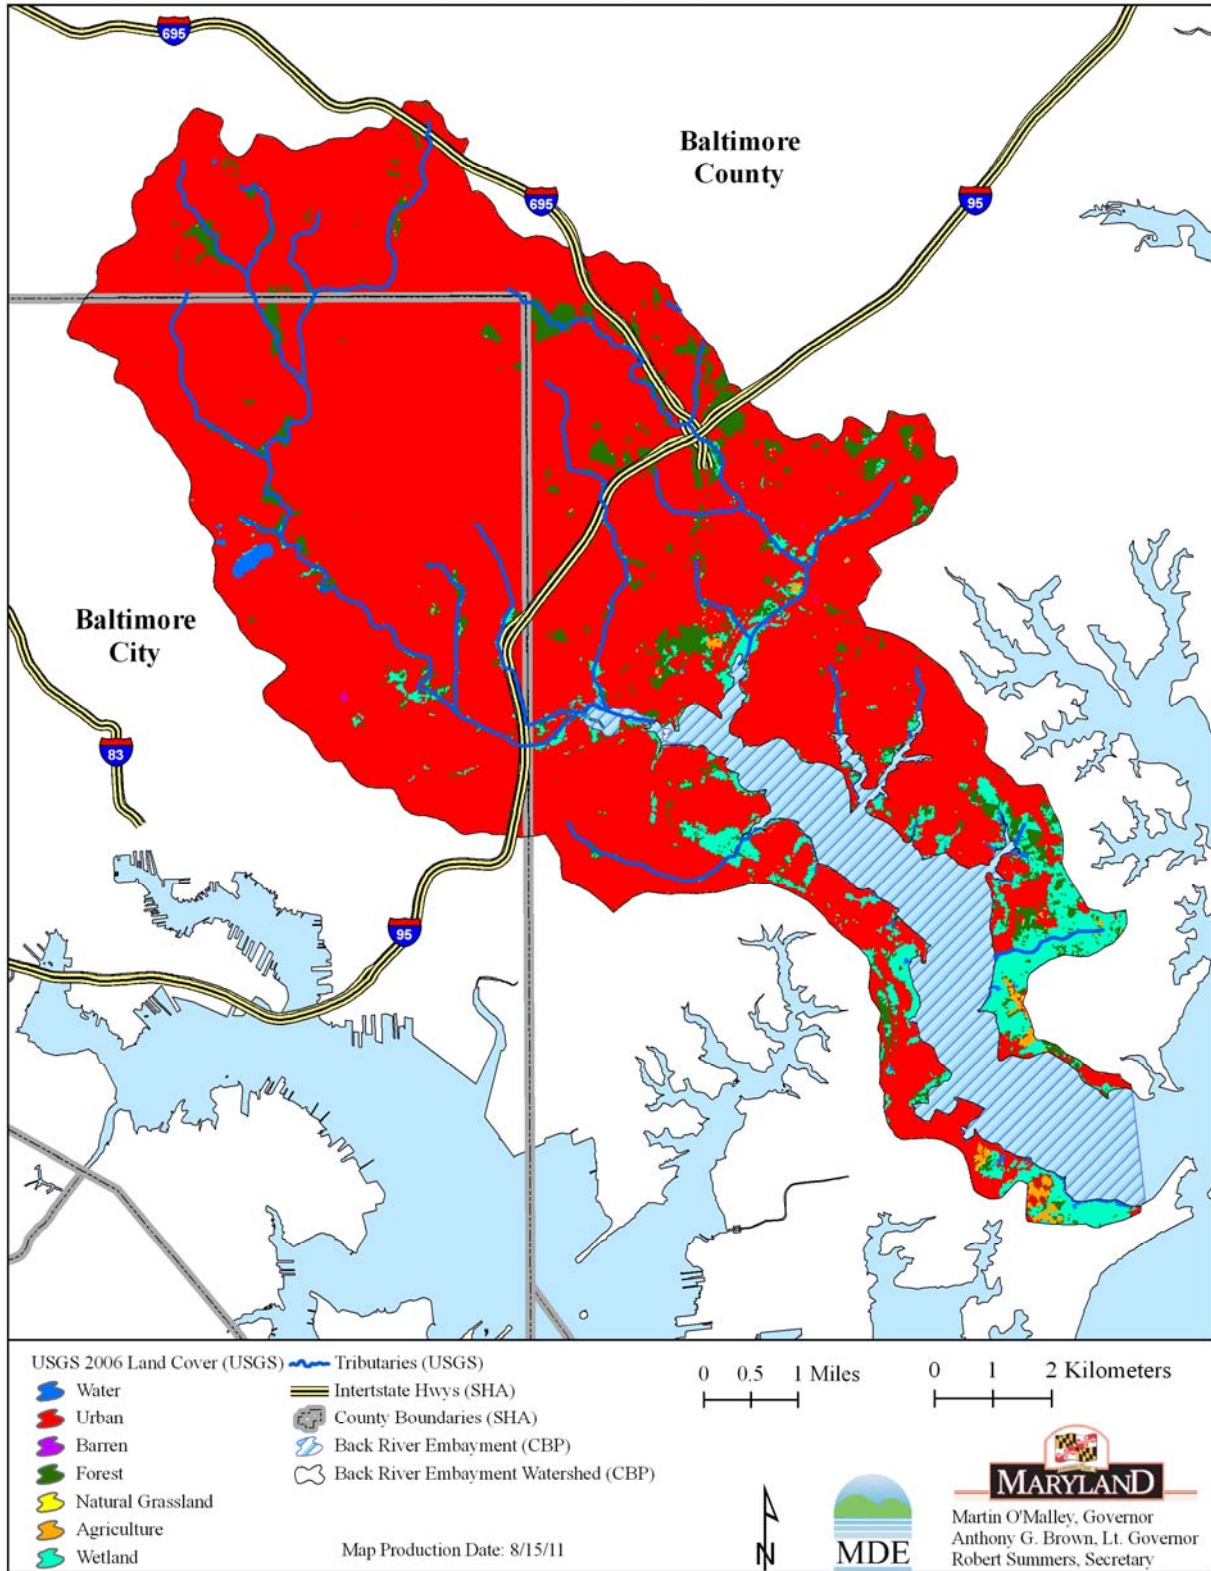 695
Baltimore
County
695
95
Baltimore
City
83
95
USGS 2006 Land Cover (USGS)
Water
Urban
Barren
Forest
Natural Grassland
Agriculture
Wetland
Tributaries (USGS)
Intertstate Hwys (SHA)
County Boundaries (SHA)
Back River Embayment (CBP)
Back River Embayment Watershed (CBP)
Map Production Date: 8/15/11
0 0.5 1 Miles
0 1 2 Kilometers
N
MDE
MARYLAND
Martin O'Malley, Governor
Anthony G. Brown, Lt. Governor
Robert Summers, Secretary